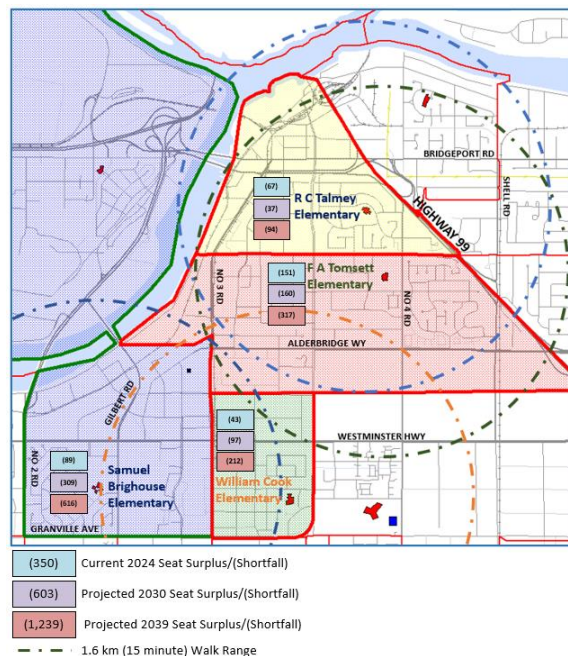 BRIDGEPORT RD
(67)
(37)
(94)
R C Talmey
Elementary
HIGHWAY 99
SHELL RD
NO 3 RD
(151)
(160)
(317)
F A Tomsett
Elementary
NO 4 RD
ALDERBRIDGE WY
GILBERT RD
(43)
(97)
(212)
WESTMINSTER HWY
William Cook
Elementary
NO 2 RD
(89)
(309)
(616)
Samuel
Brighouse
Elementary
GRANVILLE AVE
(350) Current 2024 Seat Surplus/(Shortfall)
(603) Projected 2030 Seat Surplus/(Shortfall)
(1,239) Projected 2039 Seat Surplus/(Shortfall)
1.6 km (15 minute) Walk Range